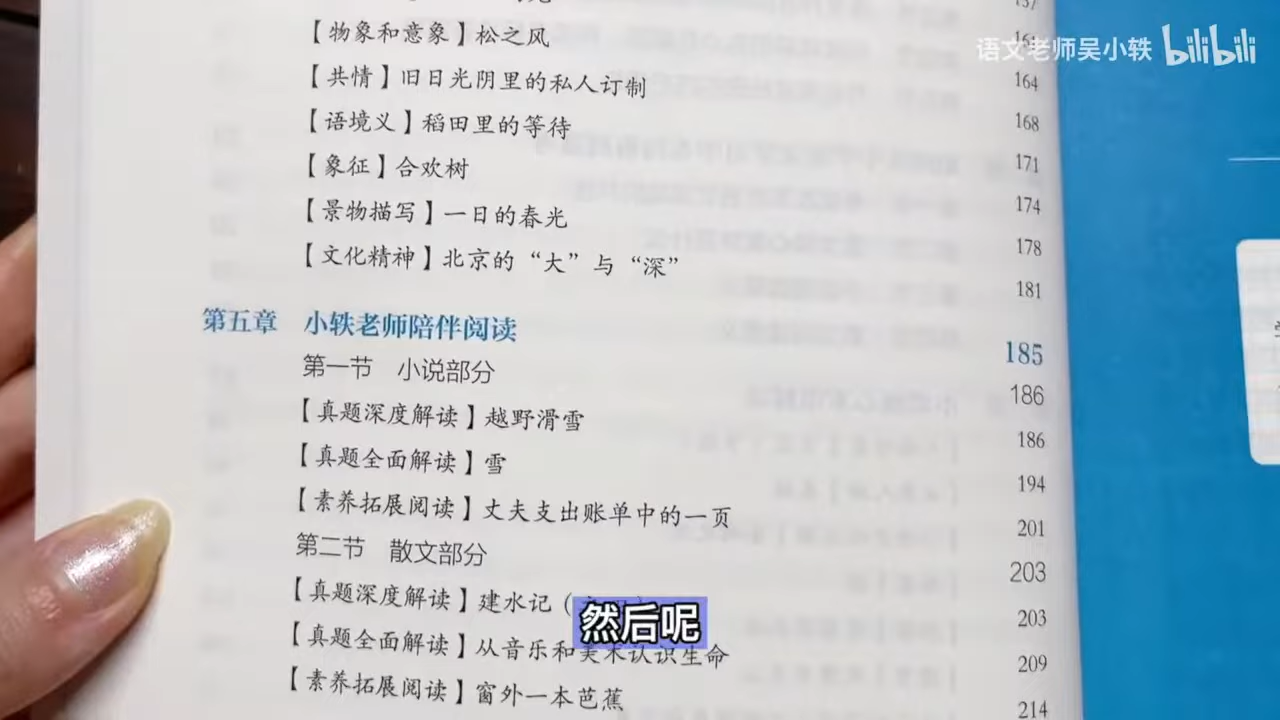 语文老师吴小轶 bilibili
【物象和意象】松之风
【共情】旧日光阴里的私人订制 164
【语境义】稻田里的等待 168
【象征】合欢树 171
【景物描写】一日的春光 174
【文化精神】北京的“大”与“深” 178
181
第五章 小轶老师陪伴阅读 185
第一节 小说部分 186
【真题深度解读】越野滑雪 186
【真题全面解读】雪 194
【素养拓展阅读】丈夫支出账单中的一页 201
第二节 散文部分 203
【真题深度解读】建水记（ 203
【真题全面解读】从音乐和美术认识生命 209
【素养拓展阅读】窗外一本芭蕉 214
然后呢